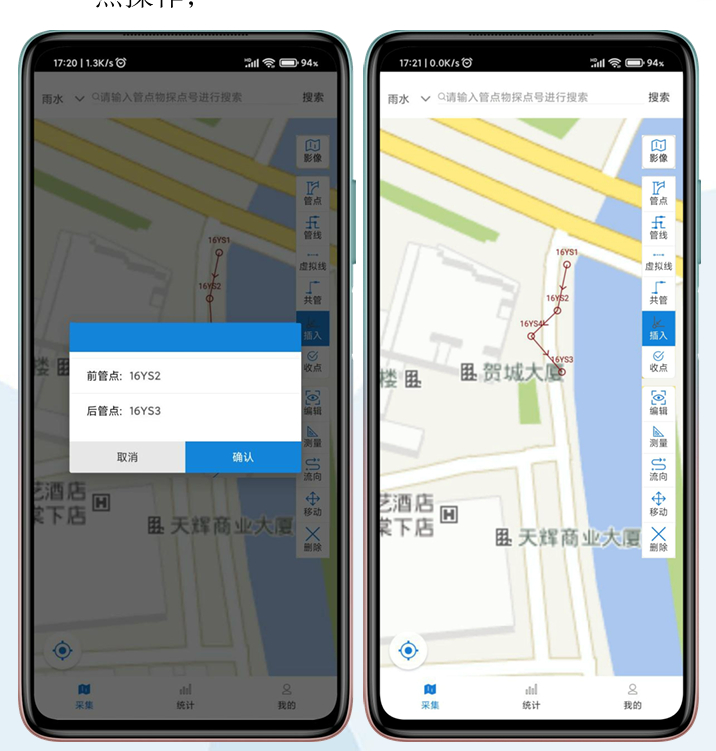 点操作，
17:20 | 1.3K/s
94%
雨水
请输入管点物探点号进行搜索
搜索
影像
管点
管线
虚拟线
共管
插入
收点
编辑
测量
流向
移动
删除
16YS1
16YS2
前管点: 16YS2
后管点: 16YS3
取消
确认
楼
酒店
棠下店
天辉商业大厦
采集
统计
我的
17:21 | 0.0K/s
94%
雨水
请输入管点物探点号进行搜索
搜索
影像
管点
管线
虚拟线
共管
插入
收点
编辑
测量
流向
移动
删除
16YS1
16YS2
16YS4
16YS3
楼
贺城大厦
艺酒店
棠下店
天辉商业大厦
采集
统计
我的